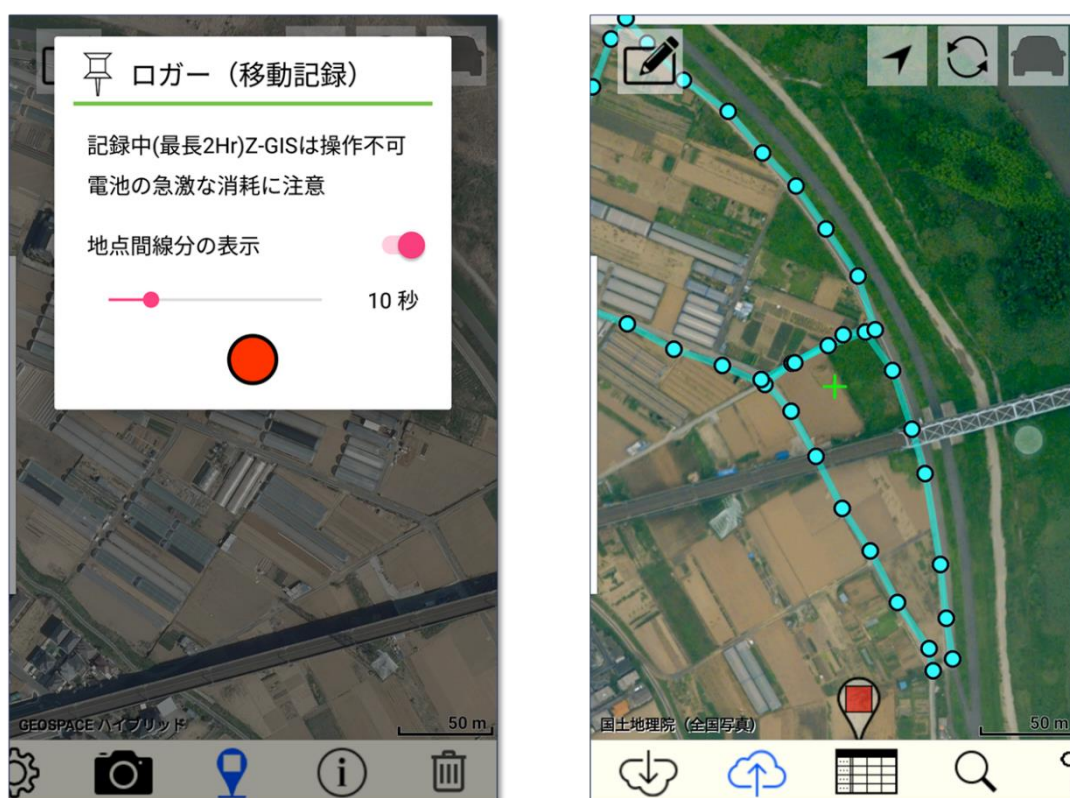 ロガー（移動記録）
記録中(最長2Hr)Z-GISは操作不可
電池の急激な消耗に注意
地点間線分の表示
10 秒
GEOSPACE ハイブリッド
50 m
国土地理院（全国写真）
50 m